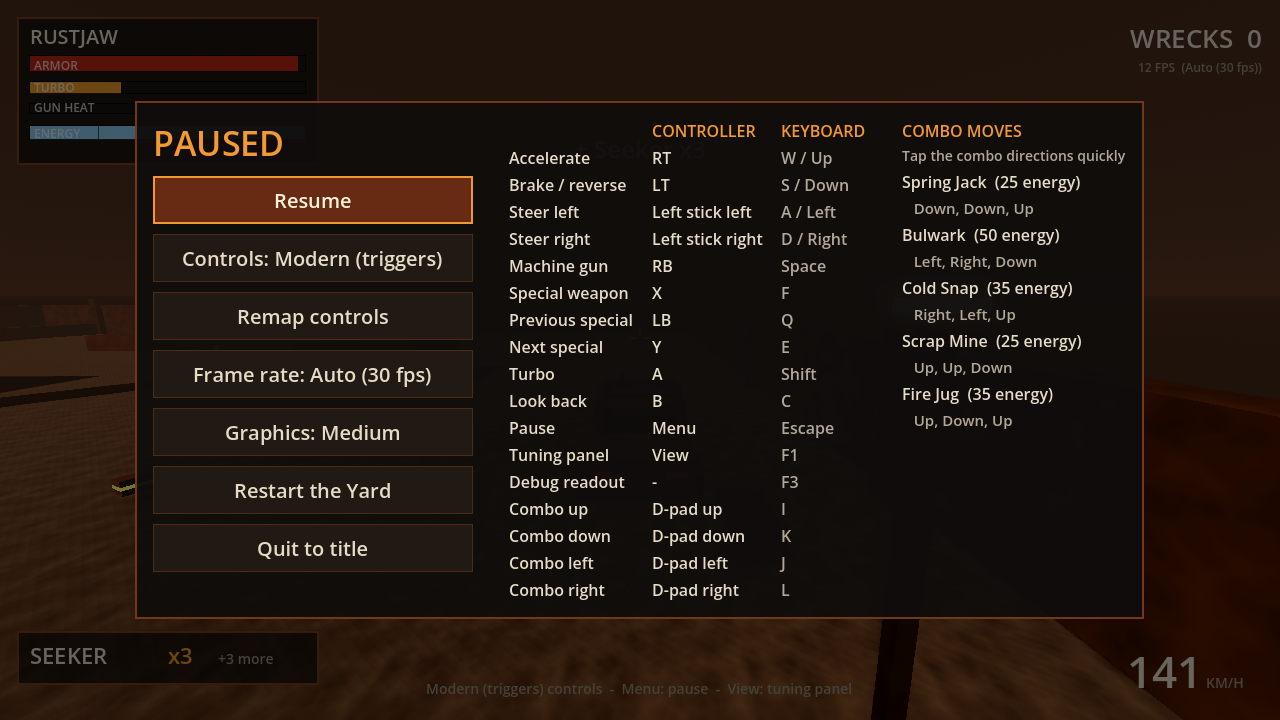 RUSTJAW
ARMOR
TURBO
GUN HEAT
ENERGY
WRECKS 0
12 FPS (Auto (30 fps))
PAUSED
Resume
Controls: Modern (triggers)
Remap controls
Frame rate: Auto (30 fps)
Graphics: Medium
Restart the Yard
Quit to title
CONTROLLER KEYBOARD
Accelerate RT W / Up
Brake / reverse LT S / Down
Steer left Left stick left A / Left
Steer right Left stick right D / Right
Machine gun RB Space
Special weapon X F
Previous special LB Q
Next special Y E
Turbo A Shift
Look back B C
Pause Menu Escape
Tuning panel View F1
Debug readout - F3
Combo up D-pad up I
Combo down D-pad down K
Combo left D-pad left J
Combo right D-pad right L
COMBO MOVES
Tap the combo directions quickly
Spring Jack (25 energy)
Down, Down, Up
Bulwark (50 energy)
Left, Right, Down
Cold Snap (35 energy)
Right, Left, Up
Scrap Mine (25 energy)
Up, Up, Down
Fire Jug (35 energy)
Up, Down, Up
+ Seeker x3
SEEKER x3 +3 more
Modern (triggers) controls - Menu: pause - View: tuning panel
141 KM/H